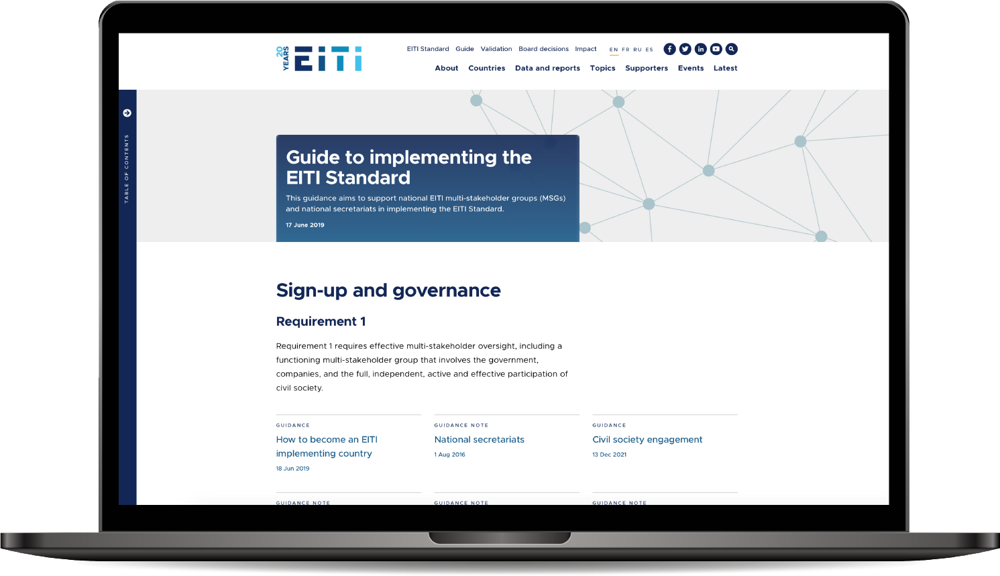 20 YEARS EITI
EITI Standard Guide Validation Board decisions Impact EN FR RU ES
About Countries Data and reports Topics Supporters Events Latest
TABLE OF CONTENTS
Guide to implementing the
EITI Standard
This guidance aims to support national EITI multi-stakeholder groups (MSGs)
and national secretariats in implementing the EITI Standard.
17 June 2019
Sign-up and governance
Requirement 1
Requirement 1 requires effective multi-stakeholder oversight, including a
functioning multi-stakeholder group that involves the government,
companies, and the full, independent, active and effective participation of
civil society.
GUIDANCE
How to become an EITI
implementing country
18 Jun 2019
GUIDANCE NOTE
National secretariats
1 Aug 2016
GUIDANCE
Civil society engagement
13 Dec 2021
GUIDANCE NOTE
GUIDANCE NOTE
GUIDANCE NOTE